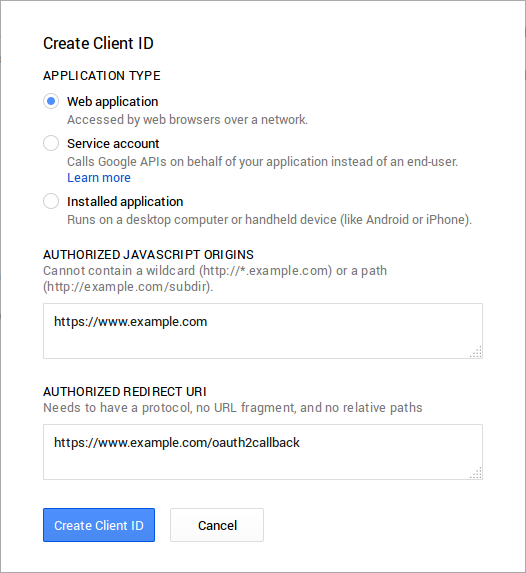 Create Client ID
APPLICATION TYPE
Web application
Accessed by web browsers over a network.
Service account
Calls Google APIs on behalf of your application instead of an end-user.
Learn more
Installed application
Runs on a desktop computer or handheld device (like Android or iPhone).
AUTHORIZED JAVASCRIPT ORIGINS
Cannot contain a wildcard (http://*.example.com) or a path
(http://example.com/subdir).
https://www.example.com
AUTHORIZED REDIRECT URI
Needs to have a protocol, no URL fragment, and no relative paths
https://www.example.com/oauth2callback
Create Client ID
Cancel